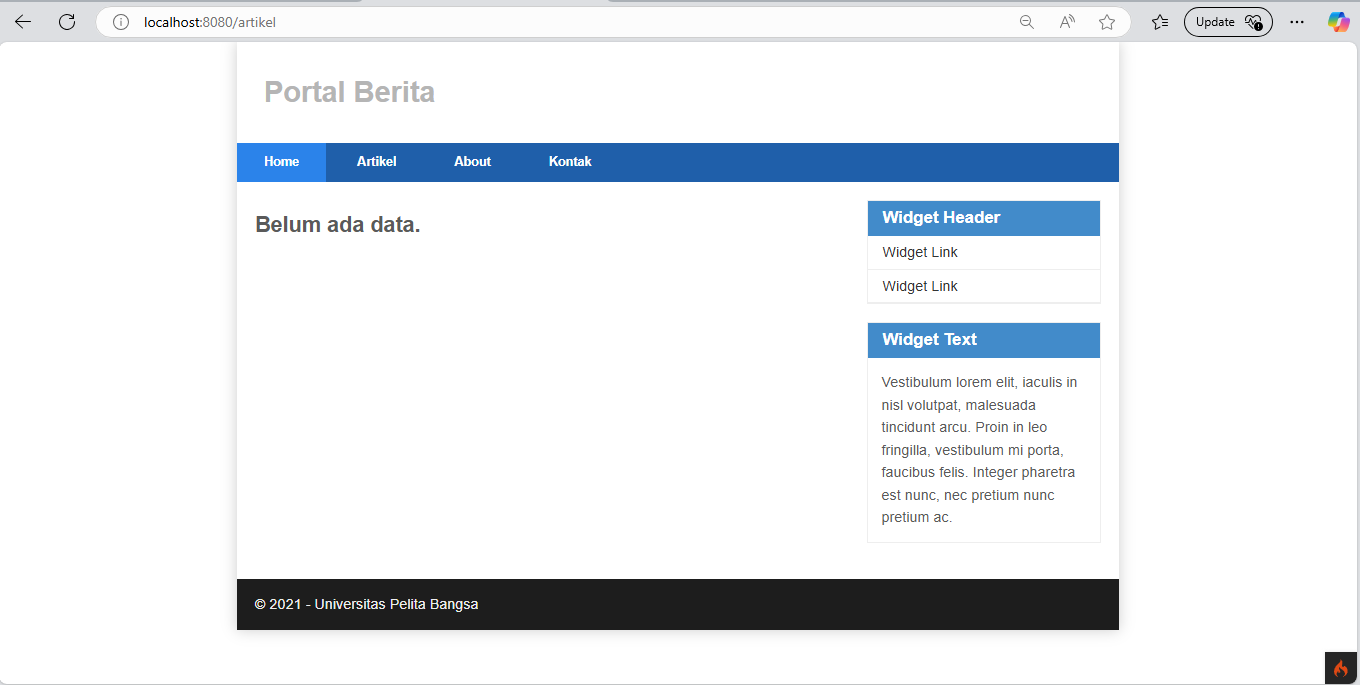 localhost:8080/artikel
Update
Portal Berita
Home Artikel About Kontak
Belum ada data.
Widget Header
Widget Link
Widget Link
Widget Text
Vestibulum lorem elit, iaculis in
nisl volutpat, malesuada
tincidunt arcu. Proin in leo
fringilla, vestibulum mi porta,
faucibus felis. Integer pharetra
est nunc, nec pretium nunc
pretium ac.
© 2021 - Universitas Pelita Bangsa